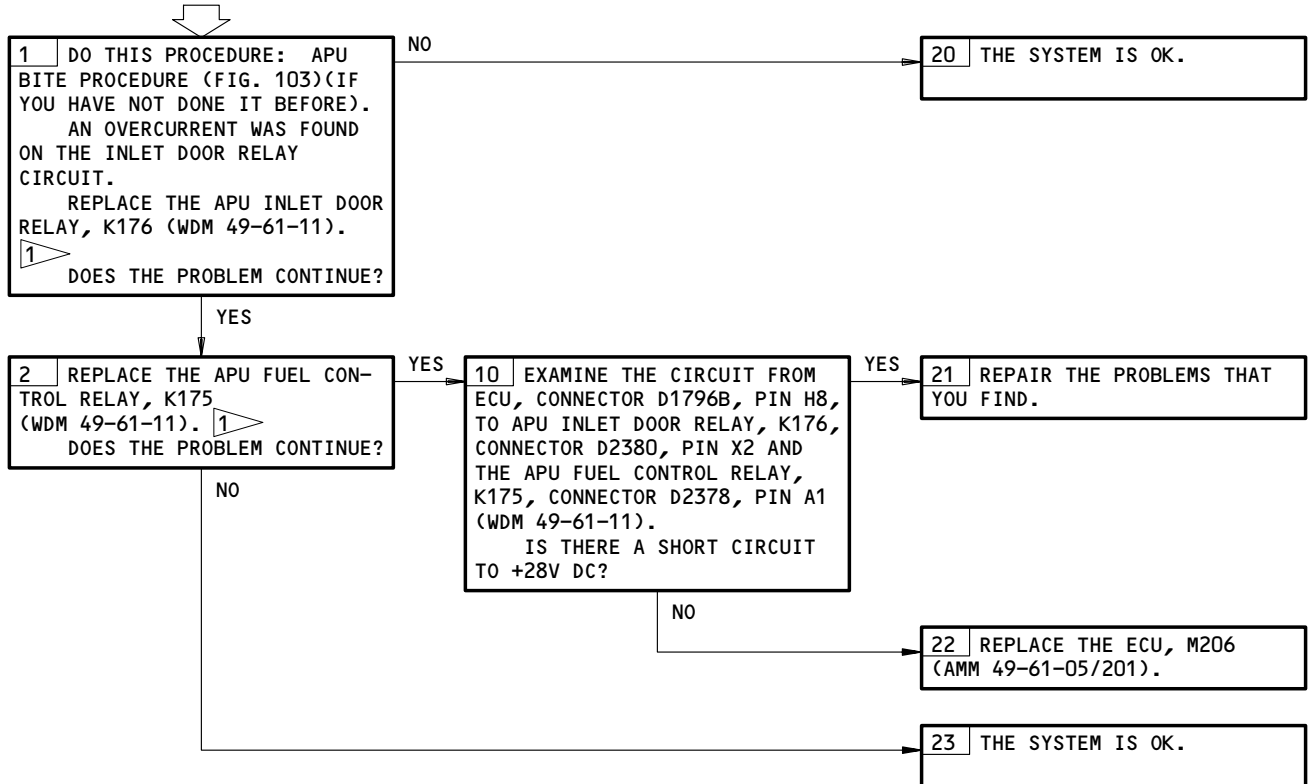 1 DO THIS PROCEDURE: APU
BITE PROCEDURE (FIG. 103)(IF
YOU HAVE NOT DONE IT BEFORE).
AN OVERCURRENT WAS FOUND
ON THE INLET DOOR RELAY
CIRCUIT.
REPLACE THE APU INLET DOOR
RELAY, K176 (WDM 49-61-11).
1
DOES THE PROBLEM CONTINUE?
NO
20 THE SYSTEM IS OK.
YES
2 REPLACE THE APU FUEL CON-
TROL RELAY, K175
(WDM 49-61-11). 1
DOES THE PROBLEM CONTINUE?
YES
10 EXAMINE THE CIRCUIT FROM
ECU, CONNECTOR D1796B, PIN H8,
TO APU INLET DOOR RELAY, K176,
CONNECTOR D2380, PIN X2 AND
THE APU FUEL CONTROL RELAY,
K175, CONNECTOR D2378, PIN A1
(WDM 49-61-11).
IS THERE A SHORT CIRCUIT
TO +28V DC?
YES
21 REPAIR THE PROBLEMS THAT
YOU FIND.
NO
22 REPLACE THE ECU, M206
(AMM 49-61-05/201).
NO
23 THE SYSTEM IS OK.